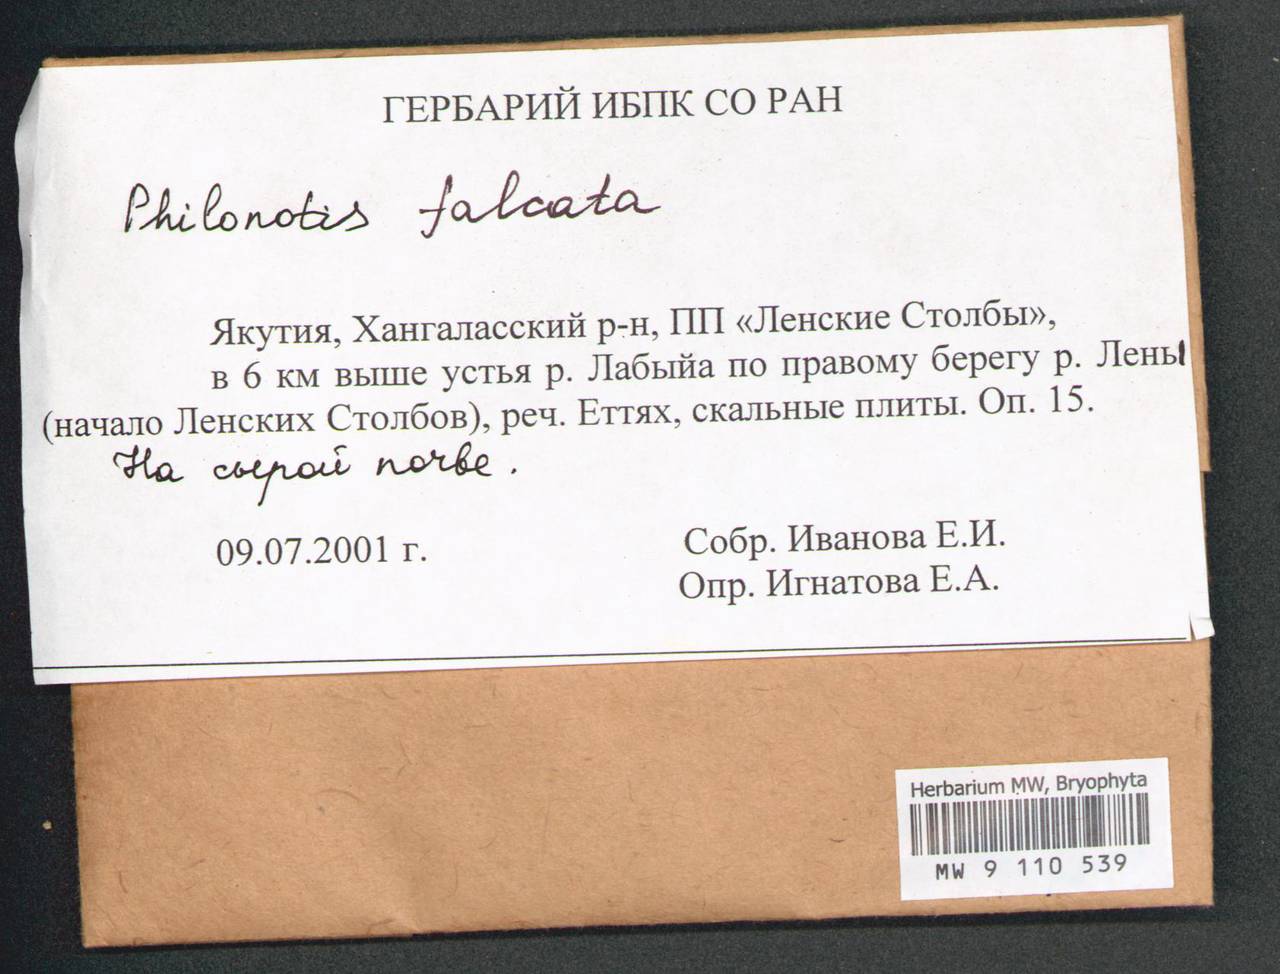 ГЕРБАРИЙ ИБПК СО РАН
Philonotis falcata
Якутия, Хангаласский р-н, ПП «Ленские Столбы»,
в 6 км выше устья р. Лабыйа по правому берегу р. Лены
(начало Ленских Столбов), реч. Еттях, скальные плиты. Оп. 15.
На сырой почве.
09.07.2001 г.
Собр. Иванова Е.И.
Опр. Игнатова Е.А.
Herbarium MW, Bryophyta
MW 9 110 539